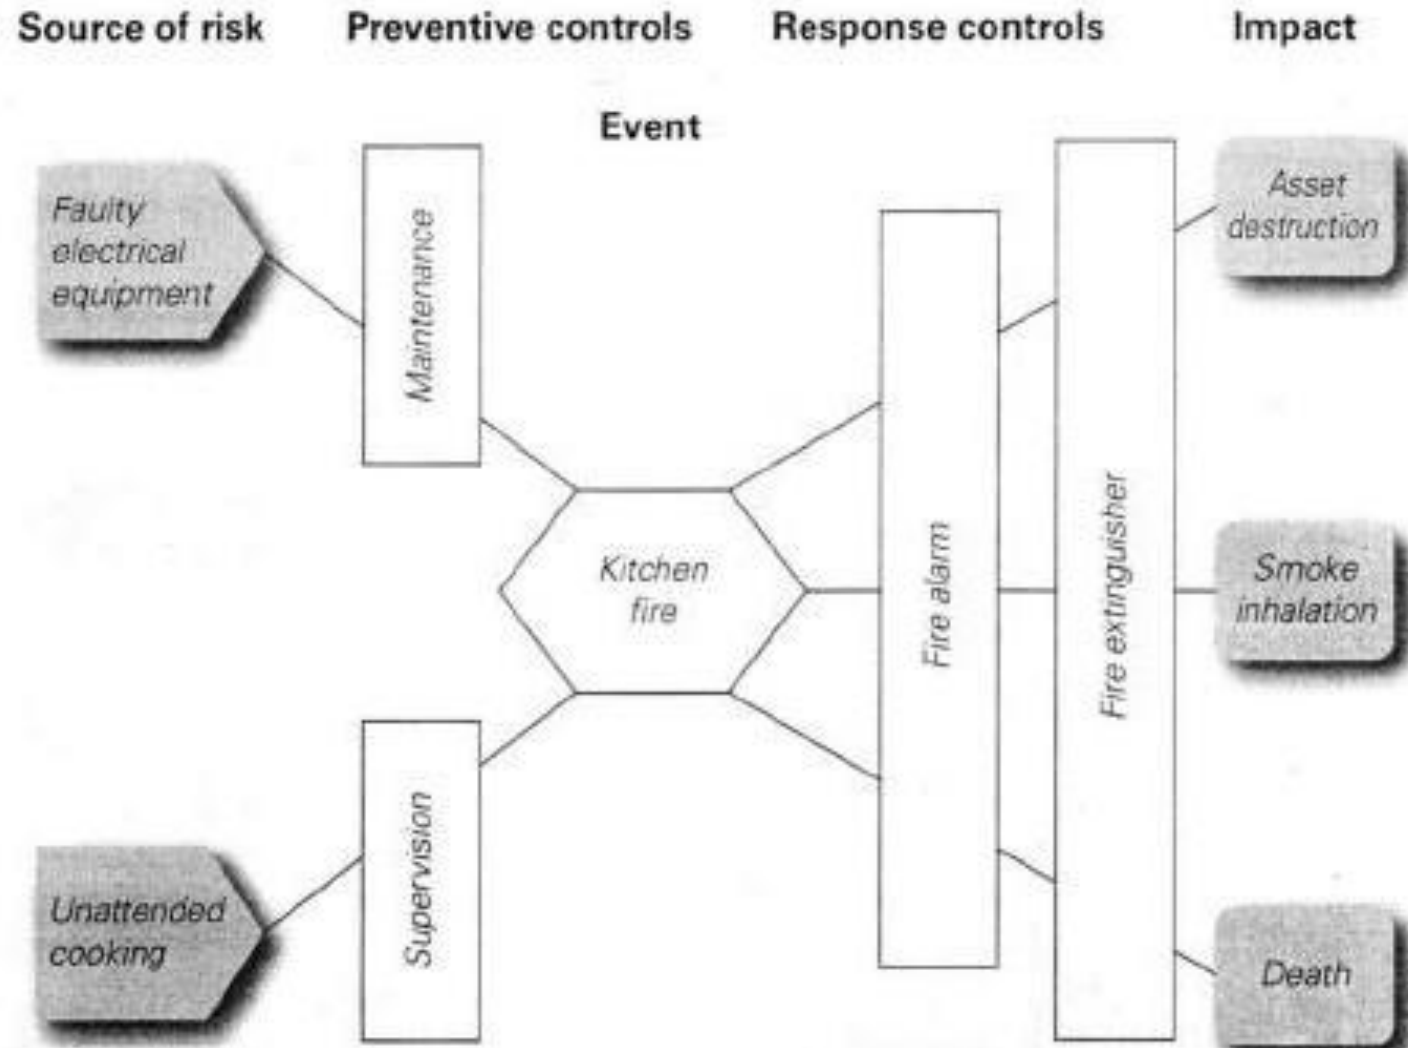 Source of risk
Preventive controls
Response controls
Impact
Event
Faulty
electrical
equipment
Maintenance
Asset
destruction
Kitchen
fire
Fire alarm
Fire extinguisher
Smoke
inhalation
Unattended
cooking
Supervision
Death